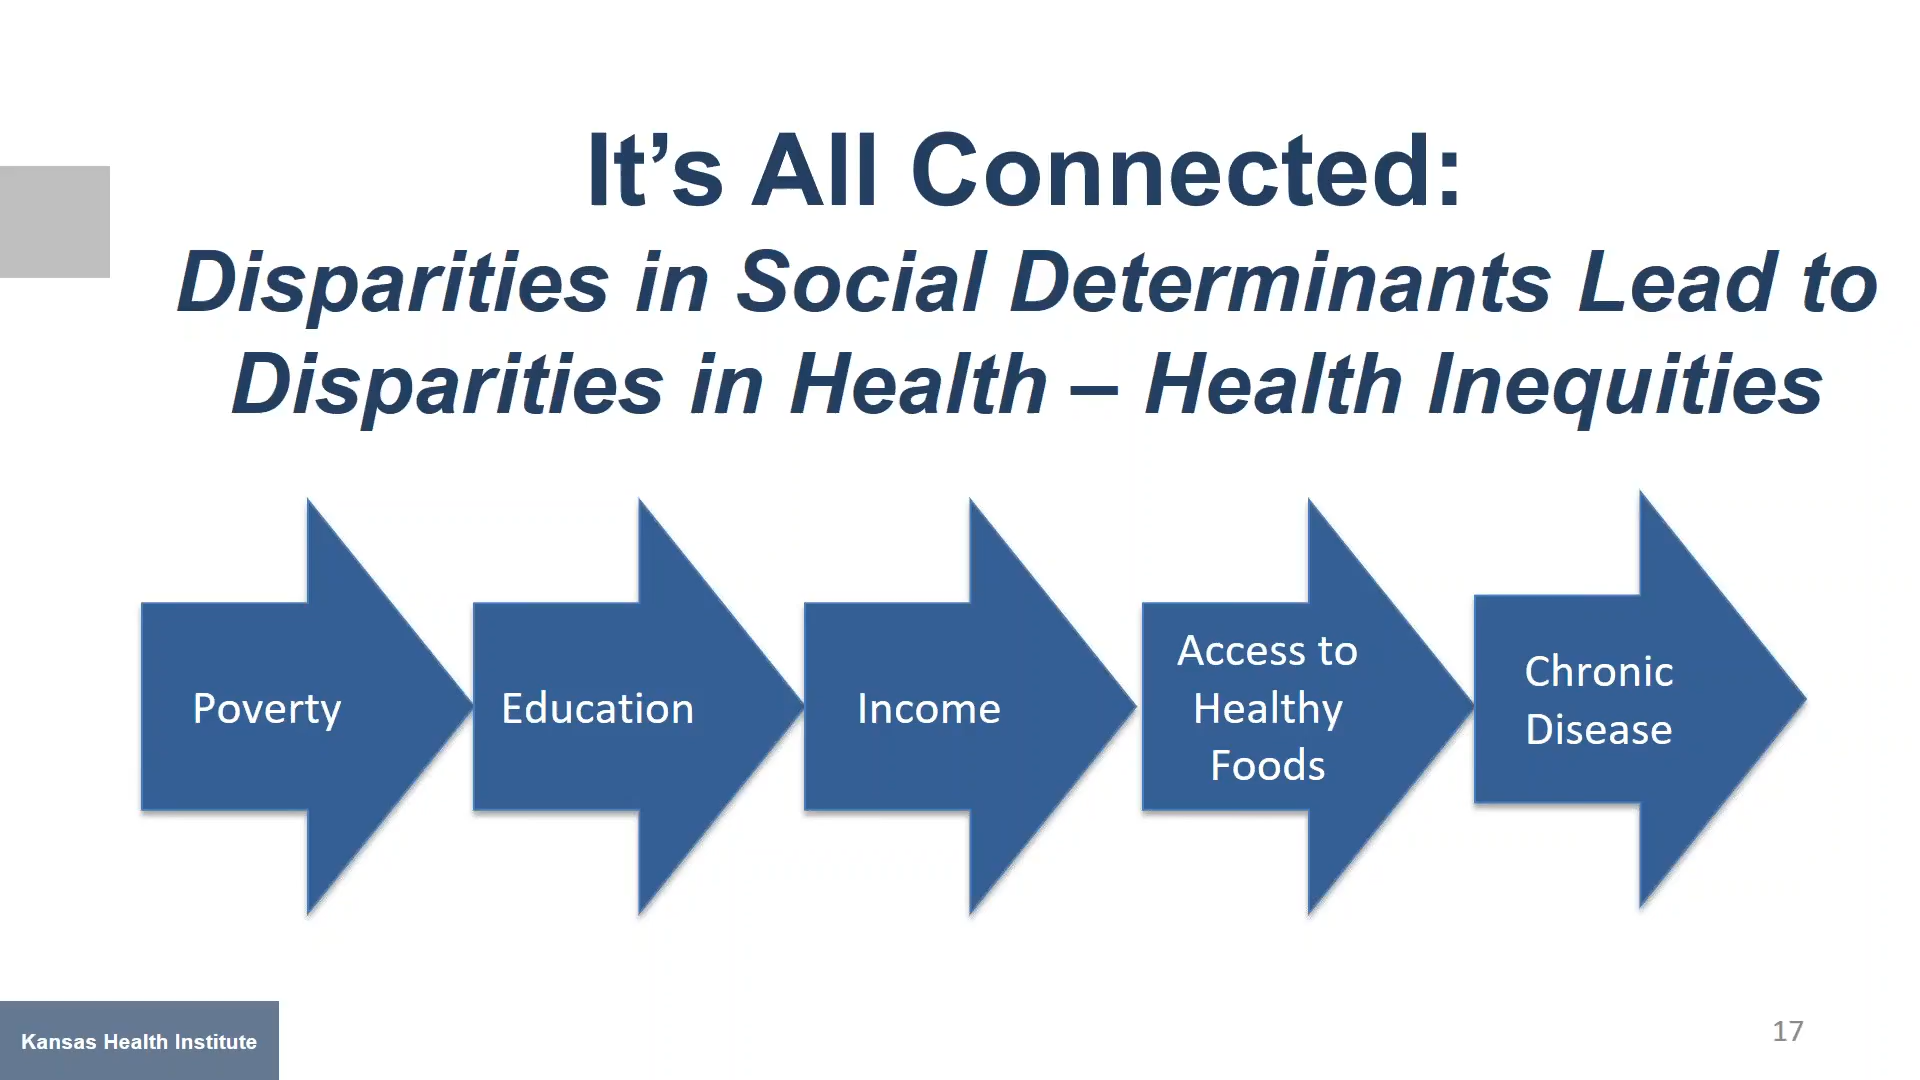 It’s All Connected:
Disparities in Social Determinants Lead to
Disparities in Health – Health Inequities
Poverty
Education
Income
Access to
Healthy
Foods
Chronic
Disease
Kansas Health Institute
17